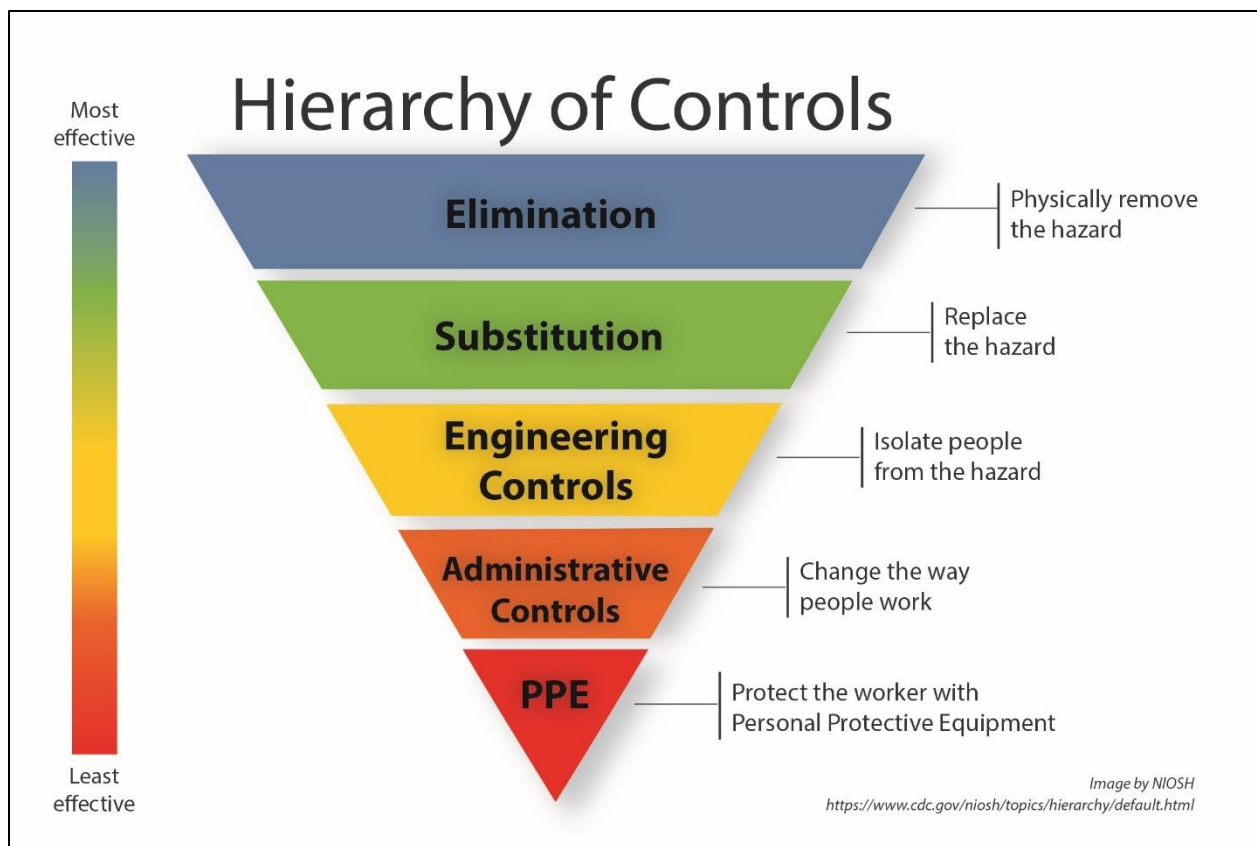 Hierarchy of Controls
Most
effective
Elimination
Physically remove
the hazard
Substitution
Replace
the hazard
Engineering
Controls
Isolate people
from the hazard
Administrative
Controls
Change the way
people work
PPE
Protect the worker with
Personal Protective Equipment
Least
effective
Image by NIOSH
https://www.cdc.gov/niosh/topics/hierarchy/default.html